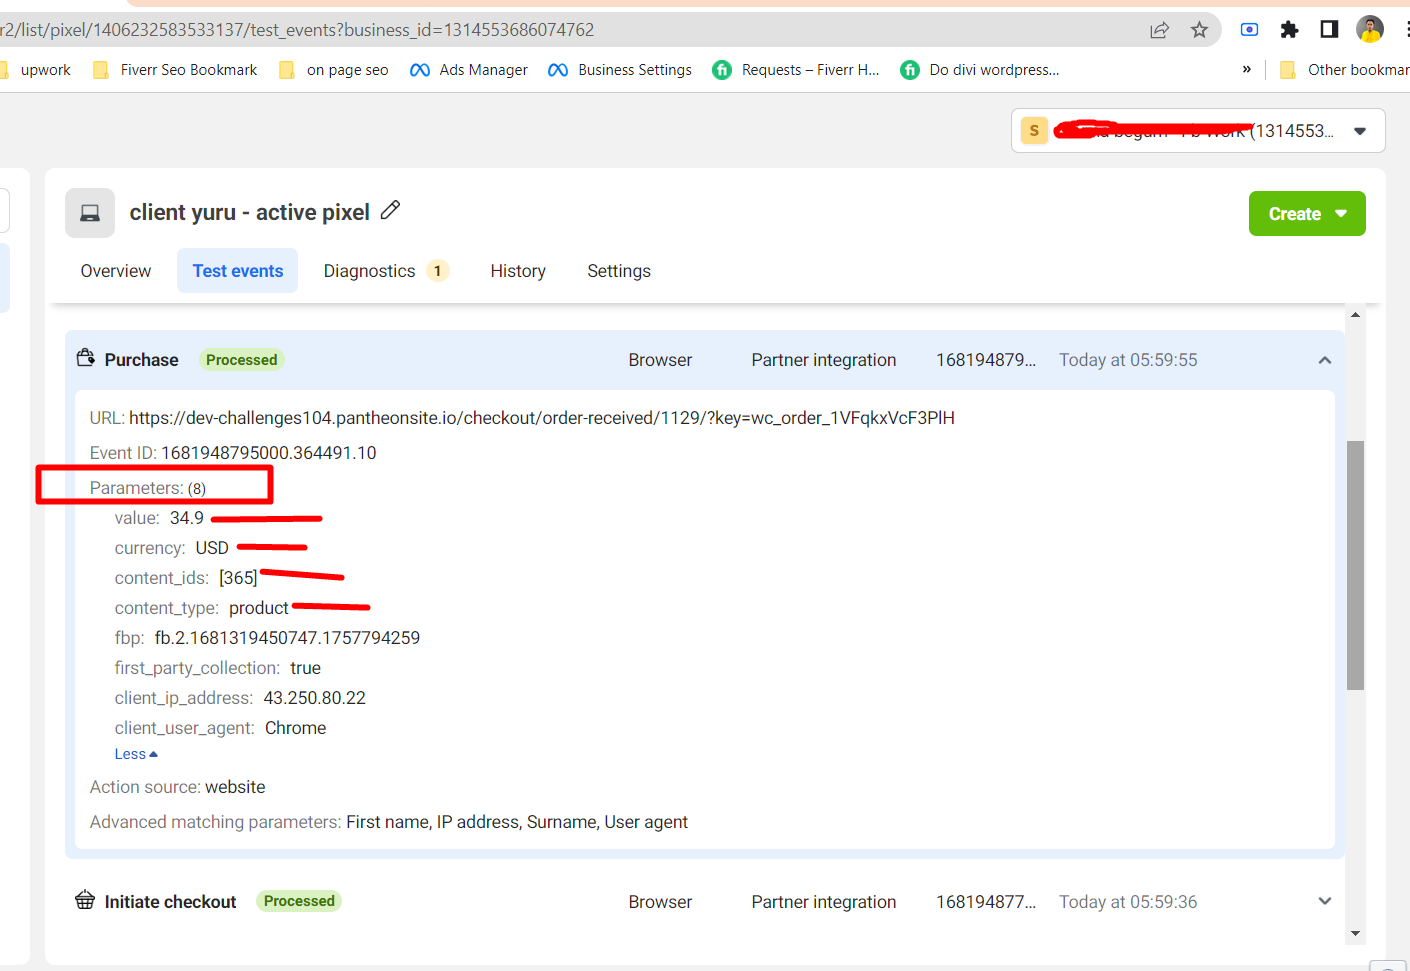 r2/list/pixel/1406232583533137/test_events?business_id=1314553686074762
upwork Fiverr Seo Bookmark on page seo Ads Manager Business Settings Requests – Fiverr H... Do divi wordpress... » Other bookmar
S begum Work (1314553...
client yuru - active pixel
Create
Overview Test events Diagnostics 1 History Settings
Purchase Processed Browser Partner integration 168194879... Today at 05:59:55
URL: https://dev-challenges104.pantheonsite.io/checkout/order-received/1129/?key=wc_order_1VFqkxVcF3PlH
Event ID: 1681948795000.364491.10
Parameters: (8)
value: 34.9
currency: USD
content_ids: [365]
content_type: product
fbp: fb.2.1681319450747.1757794259
first_party_collection: true
client_ip_address: 43.250.80.22
client_user_agent: Chrome
Less
Action source: website
Advanced matching parameters: First name, IP address, Surname, User agent
Initiate checkout Processed Browser Partner integration 168194877... Today at 05:59:36